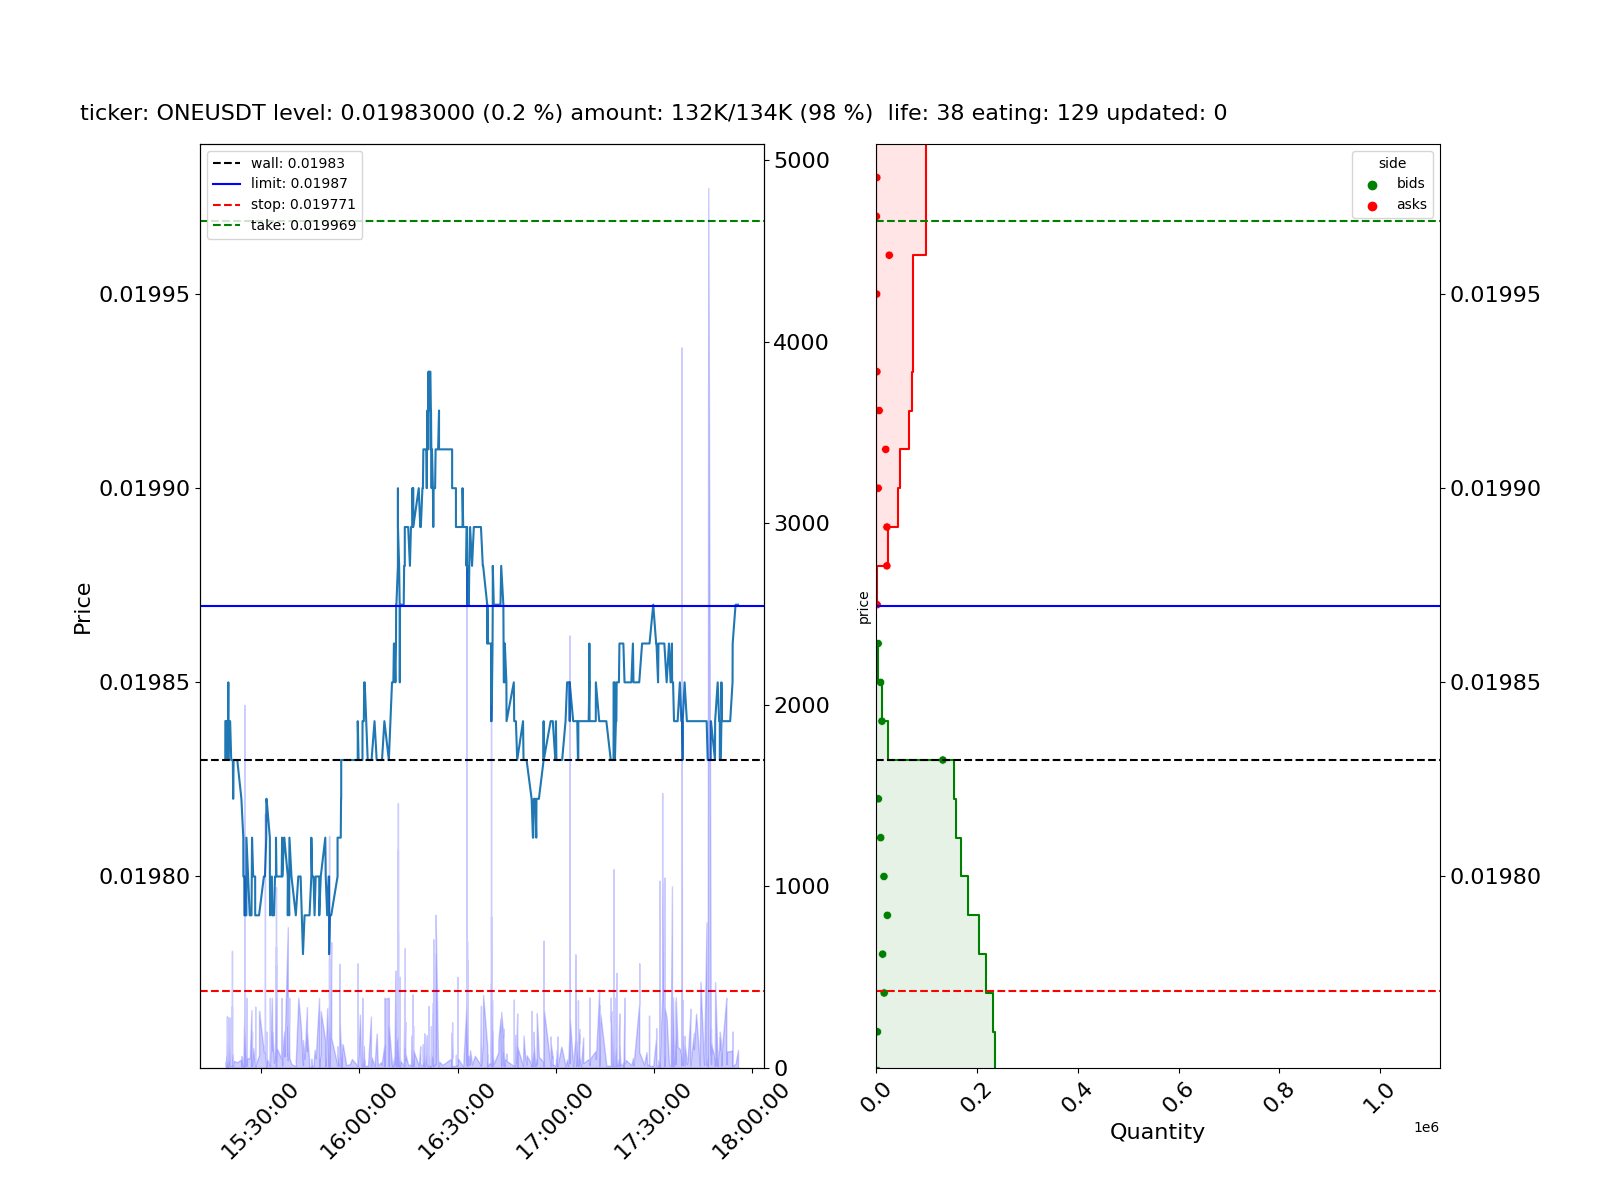 ticker: ONEUSDT level: 0.01983000 (0.2 %) amount: 132K/134K (98 %)  life: 38 eating: 129 updated: 0
wall: 0.01983
limit: 0.01987
stop: 0.019771
take: 0.019969
Price
0.01995
0.01990
0.01985
0.01980
5000
4000
3000
2000
1000
0
15:30:00
16:00:00
16:30:00
17:00:00
17:30:00
18:00:00
side
bids
asks
price
0.01995
0.01990
0.01985
0.01980
0.0
0.2
0.4
0.6
0.8
1.0
1e6
Quantity